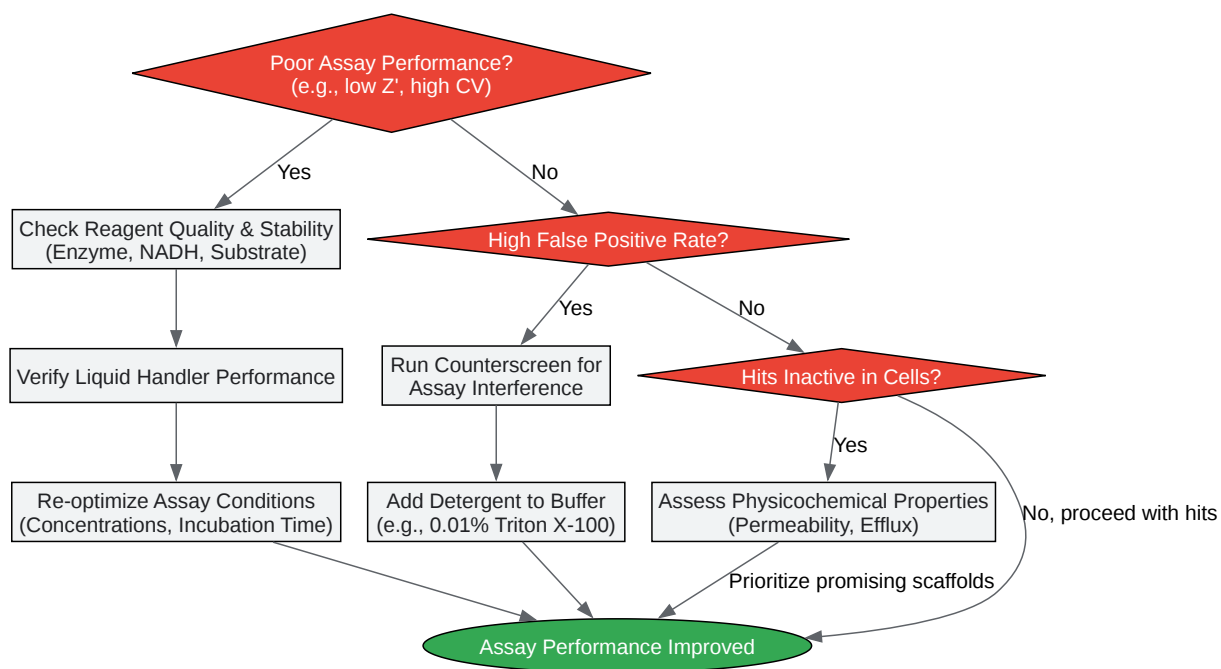 Poor Assay Performance?
(e.g., low Z', high CV)
Yes
No
Check Reagent Quality & Stability
(Enzyme, NADH, Substrate)
High False Positive Rate?
Yes
No
Verify Liquid Handler Performance
Run Counterscreen for
Assay Interference
Hits Inactive in Cells?
Yes
Re-optimize Assay Conditions
(Concentrations, Incubation Time)
Add Detergent to Buffer
(e.g., 0.01% Triton X-100)
Assess Physicochemical Properties
(Permeability, Efflux)
No, proceed with hits
Prioritize promising scaffolds
Assay Performance Improved